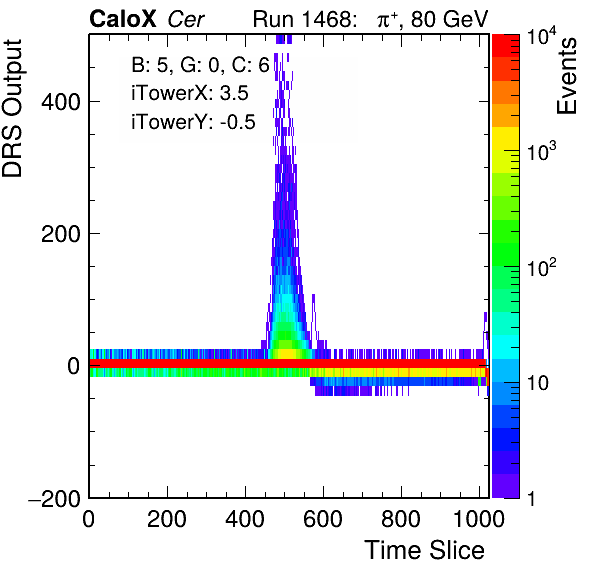 CaloX Cer Run 1468: π⁺, 80 GeV
B: 5, G: 0, C: 6
iTowerX: 3.5
iTowerY: -0.5
DRS Output
400
200
0
−200
0 200 400 600 800 1000
Time Slice
Events
10⁴
10³
10²
10
1